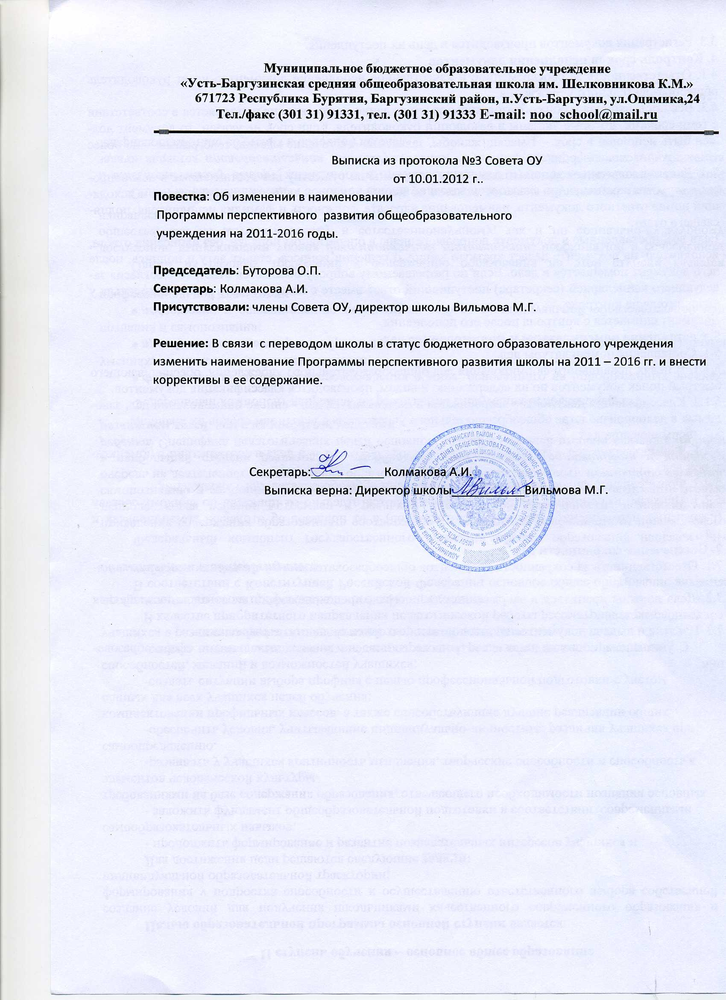 Муниципальное бюджетное образовательное учреждение
«Усть-Баргузинская средняя общеобразовательная школа им. Шелковникова К.М.»
671723 Республика Бурятия, Баргузинский район, п.Усть-Баргузин, ул.Оцимика,24
Тел./факс (301 31) 91331, тел. (301 31) 91333 E-mail: noo_school@mail.ru
Выписка из протокола №3 Совета ОУ
от 10.01.2012 г..
Повестка: Об изменении в наименовании
Программы перспективного развития общеобразовательного
учреждения на 2011-2016 годы.
Председатель: Буторова О.П.
Секретарь: Колмакова А.И.
Присутствовали: члены Совета ОУ, директор школы Вильмова М.Г.
Решение: В связи с переводом школы в статус бюджетного образовательного учреждения
изменить наименование Программы перспективного развития школы на 2011 – 2016 гг. и внести
коррективы в ее содержание.
Секретарь:___________Колмакова А.И.
Выписка верна: Директор школы___________Вильмова М.Г.